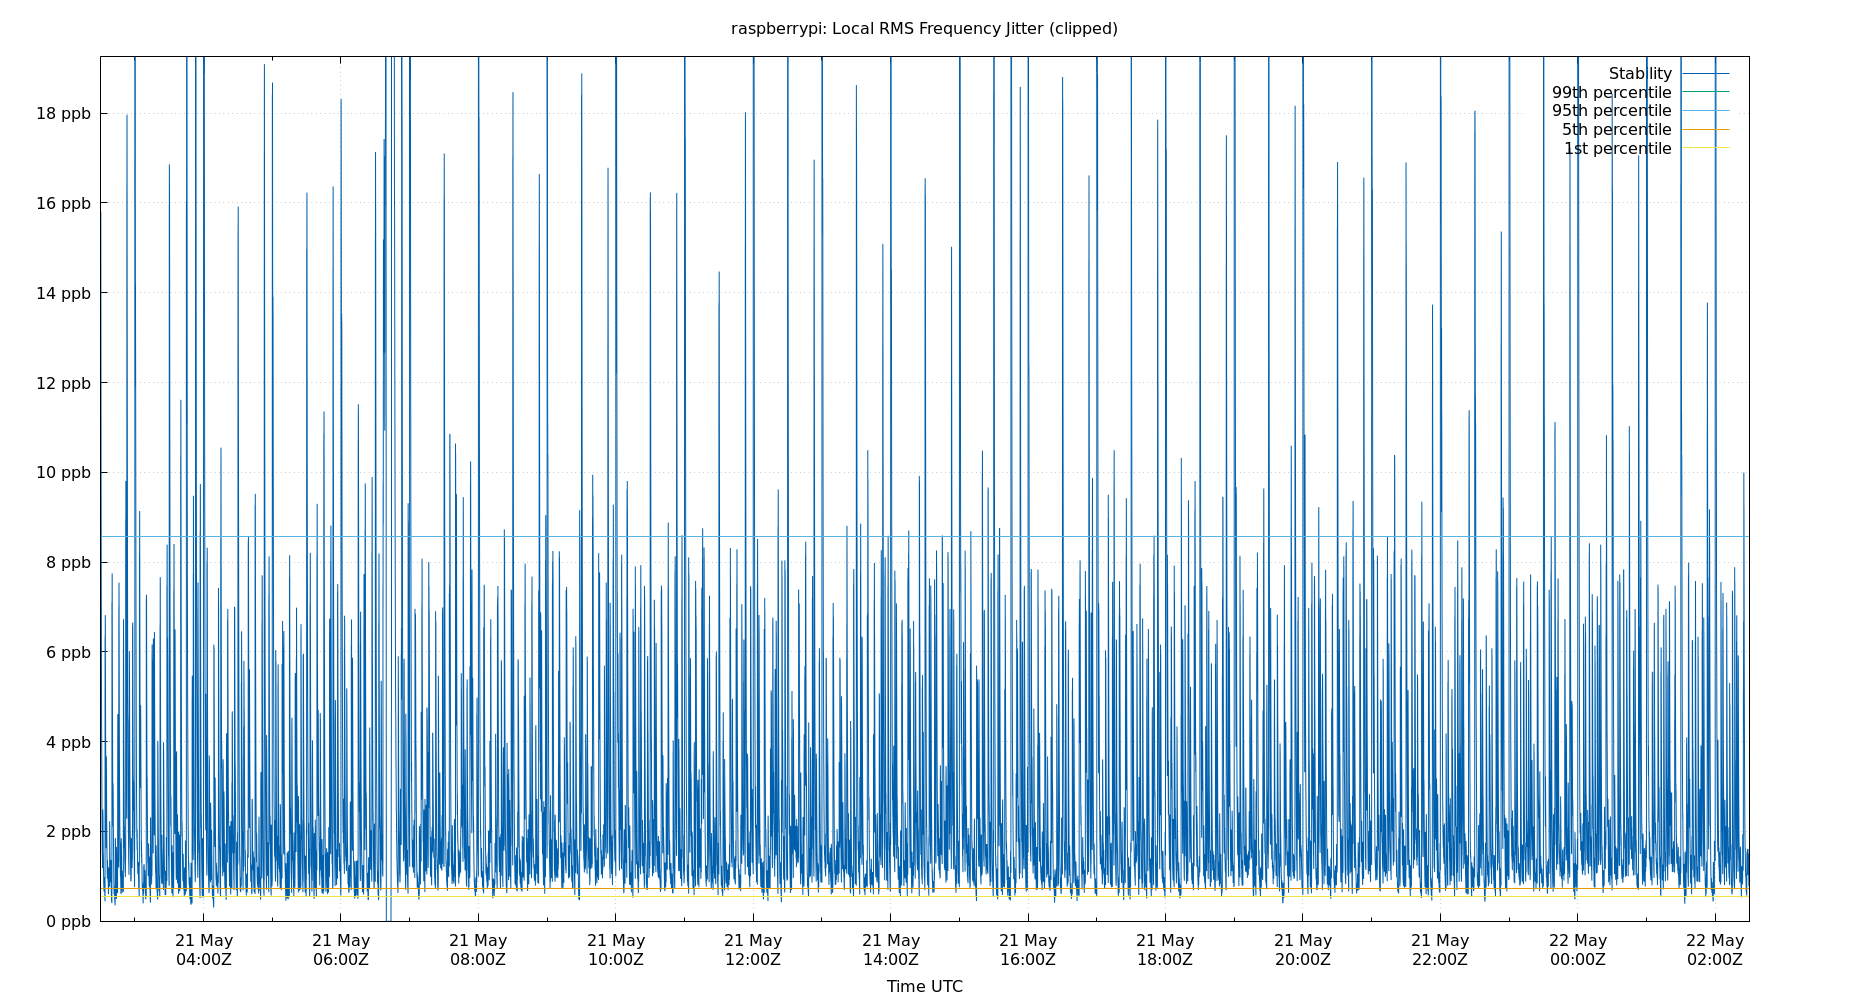 raspberrypi: Local RMS Frequency Jitter (clipped)
Stability
99th percentile
95th percentile
5th percentile
1st percentile
18 ppb
16 ppb
14 ppb
12 ppb
10 ppb
8 ppb
6 ppb
4 ppb
2 ppb
0 ppb
21 May 21 May 21 May 21 May 21 May 21 May 21 May 21 May 21 May 21 May 22 May 22 May
04:00Z 06:00Z 08:00Z 10:00Z 12:00Z 14:00Z 16:00Z 18:00Z 20:00Z 22:00Z 00:00Z 02:00Z
Time UTC